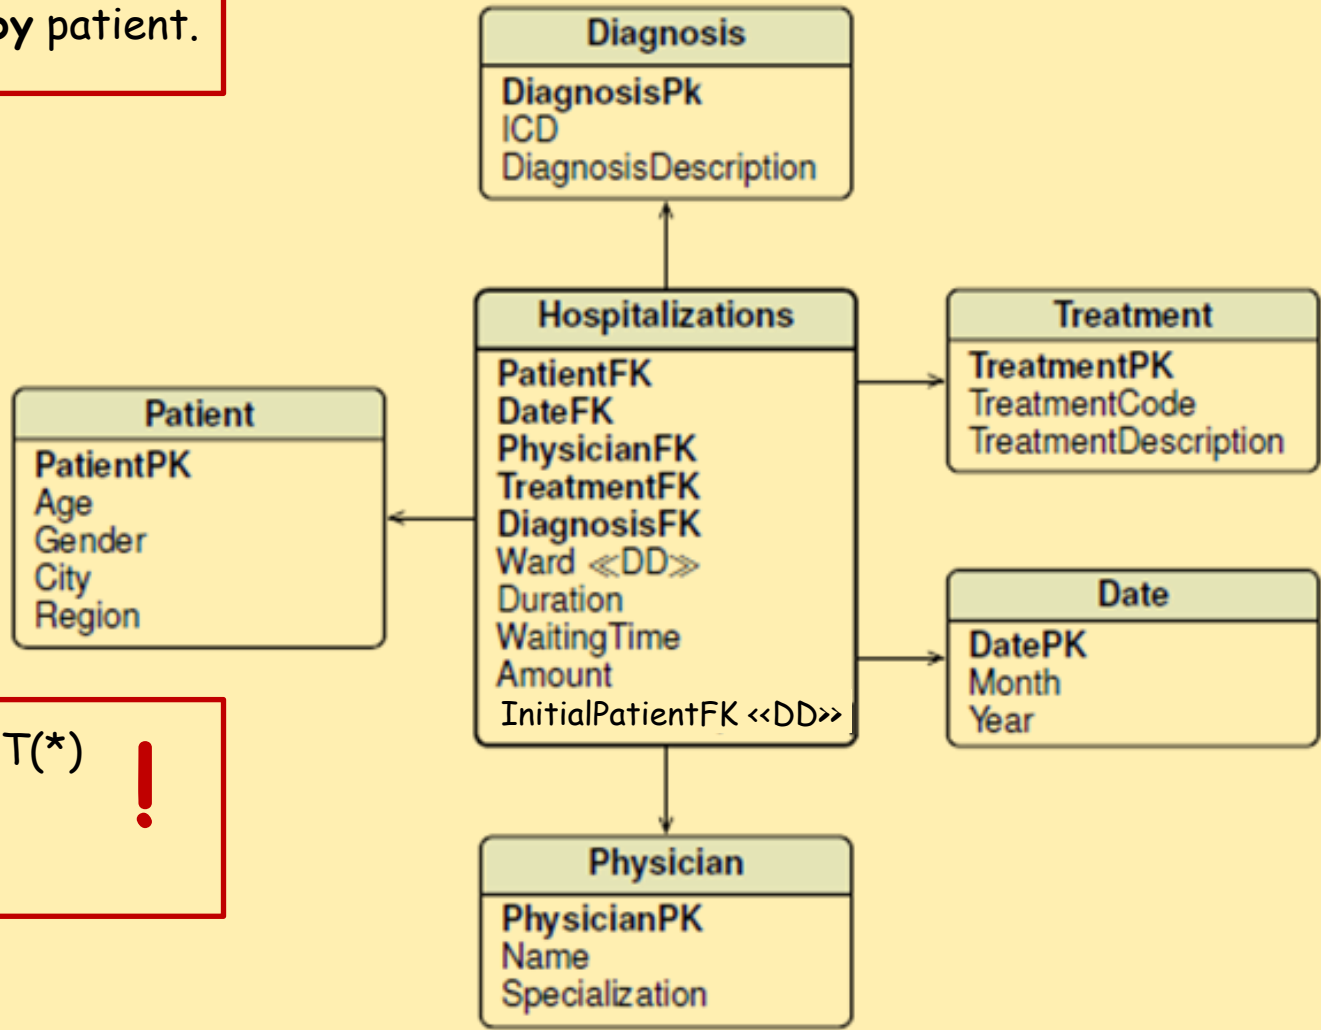 by patient.
Diagnosis
DiagnosisPk
ICD
DiagnosisDescription
Hospitalizations
PatientFK
DateFK
PhysicianFK
TreatmentFK
DiagnosisFK
Ward ≪DD≫
Duration
WaitingTime
Amount
InitialPatientFK <<DD>>
Treatment
TreatmentPK
TreatmentCode
TreatmentDescription
Patient
PatientPK
Age
Gender
City
Region
Date
DatePK
Month
Year
T(*)
!
Physician
PhysicianPK
Name
Specialization